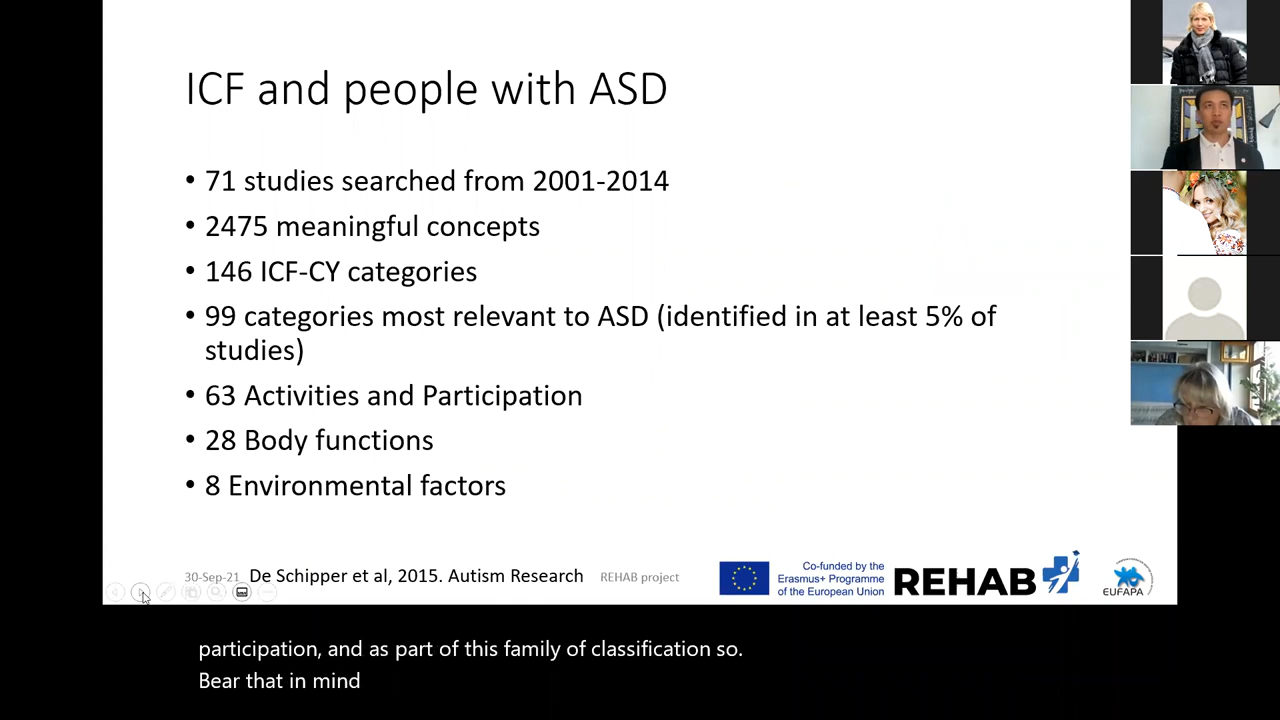 ICF and people with ASD
• 71 studies searched from 2001-2014
• 2475 meaningful concepts
• 146 ICF-CY categories
• 99 categories most relevant to ASD (identified in at least 5% of
studies)
• 63 Activities and Participation
• 28 Body functions
• 8 Environmental factors
30-Sep-21 De Schipper et al, 2015. Autism Research REHAB project
Co-funded by the
Erasmus+ Programme
of the European Union
REHAB
EUFAPA
participation, and as part of this family of classification so.
Bear that in mind